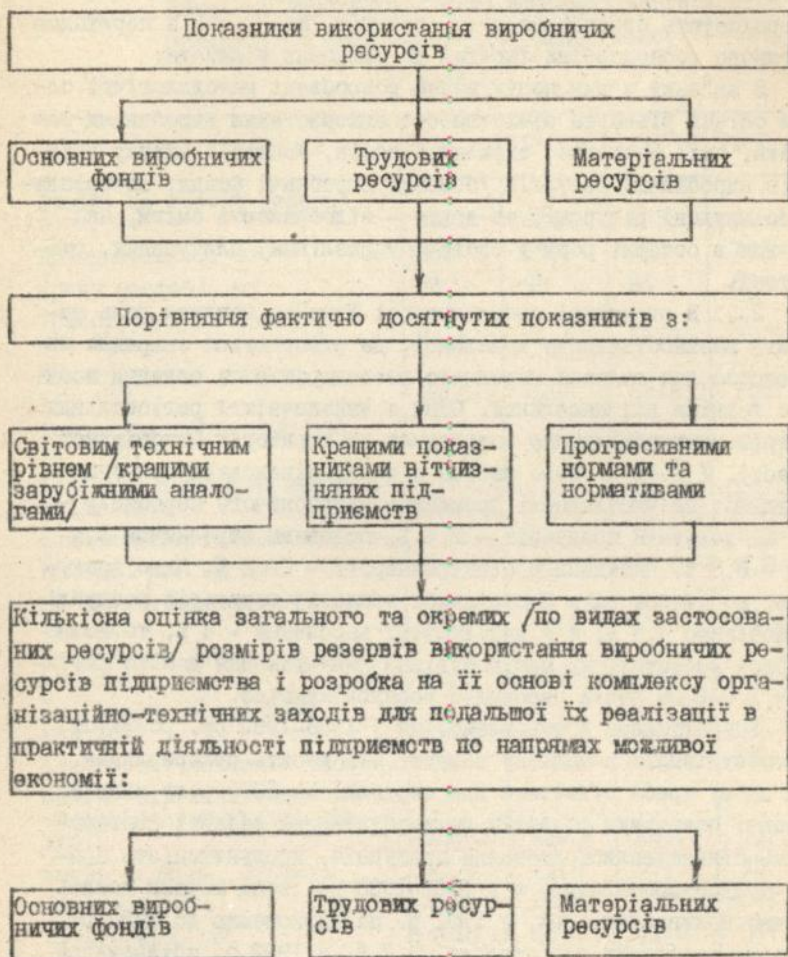 Показники використання виробничих
ресурсів
Основних виробничих
фондів
Трудових
ресурсів
Матеріальних
ресурсів
Порівняння фактично досягнутих показників з:
Світовим технічним
рівнем /кращими
зарубіжними анало-
гами/
Кращими показ-
никами вітчиз-
няних під-
приємств
Прогресивними
нормами та
нормативами
Кількісна оцінка загального та окремих /по видах застосова-
них ресурсів/ розмірів резервів використання виробничих ре-
сурсів підприємства і розробка на її основі комплексу орга-
нізаційно-технічних заходів для подальшої їх реалізації в
практичній діяльності підприємств по напрямах можливої
економії:
Основних вироб-
ничих фондів
Трудових ресур-
сів
Матеріальних
ресурсів